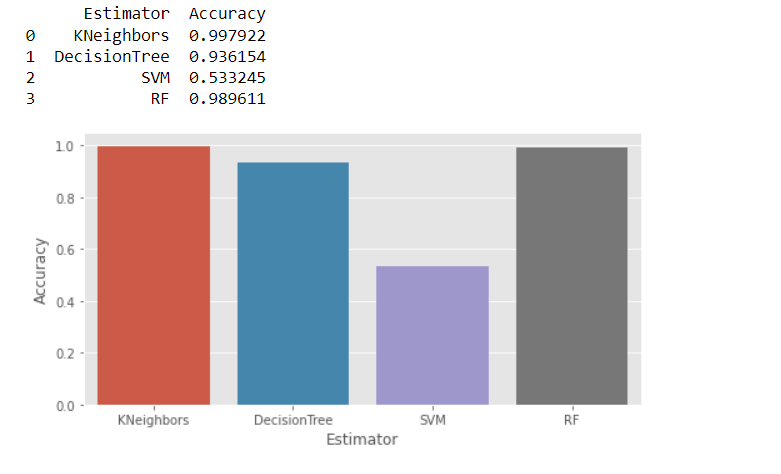 Estimator Accuracy
0 KNeighbors 0.997922
1 DecisionTree 0.936154
2 SVM 0.533245
3 RF 0.989611
1.0
0.8
0.6
0.4
0.2
0.0
Accuracy
KNeighbors DecisionTree SVM RF
Estimator